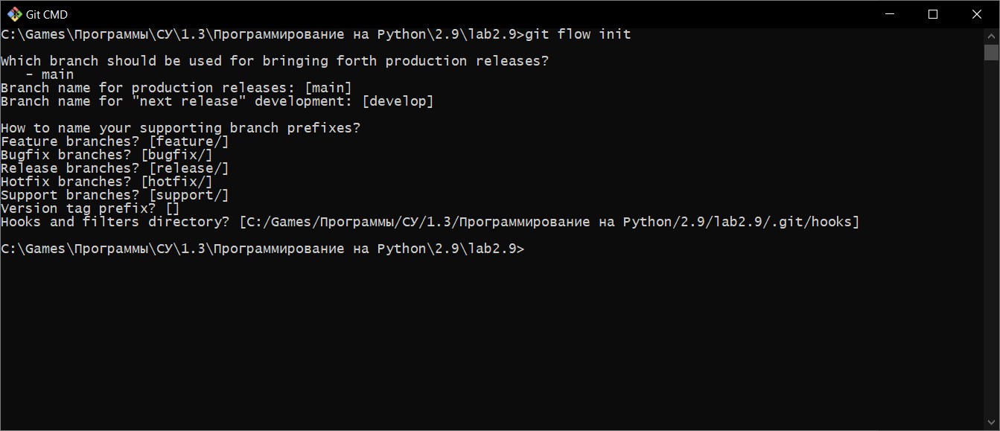 Git CMD
C:\Games\Программы\СУ\1.3\Программирование на Python\2.9\lab2.9>git flow init
Which branch should be used for bringing forth production releases?
   - main
Branch name for production releases: [main]
Branch name for "next release" development: [develop]
How to name your supporting branch prefixes?
Feature branches? [feature/]
Bugfix branches? [bugfix/]
Release branches? [release/]
Hotfix branches? [hotfix/]
Support branches? [support/]
Version tag prefix? []
Hooks and filters directory? [C:/Games/Программы/СУ/1.3/Программирование на Python/2.9/lab2.9/.git/hooks]
C:\Games\Программы\СУ\1.3\Программирование на Python\2.9\lab2.9>